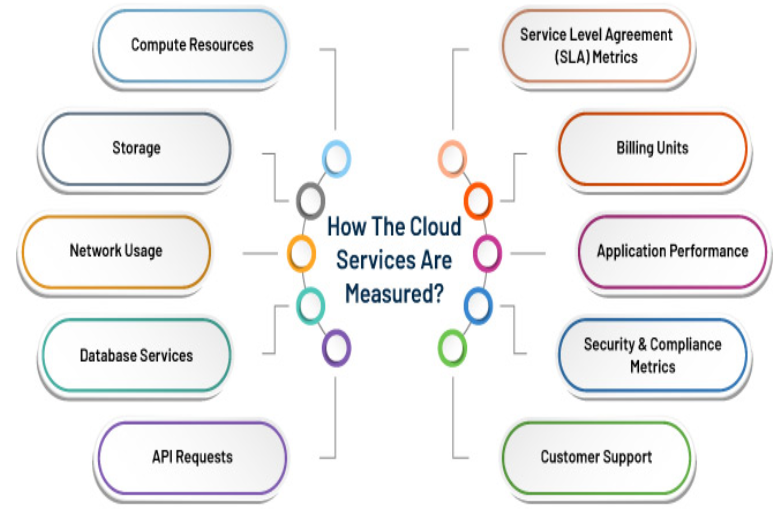 Compute Resources
Storage
Network Usage
Database Services
API Requests
How The Cloud
Services Are
Measured?
Service Level Agreement
(SLA) Metrics
Billing Units
Application Performance
Security & Compliance
Metrics
Customer Support